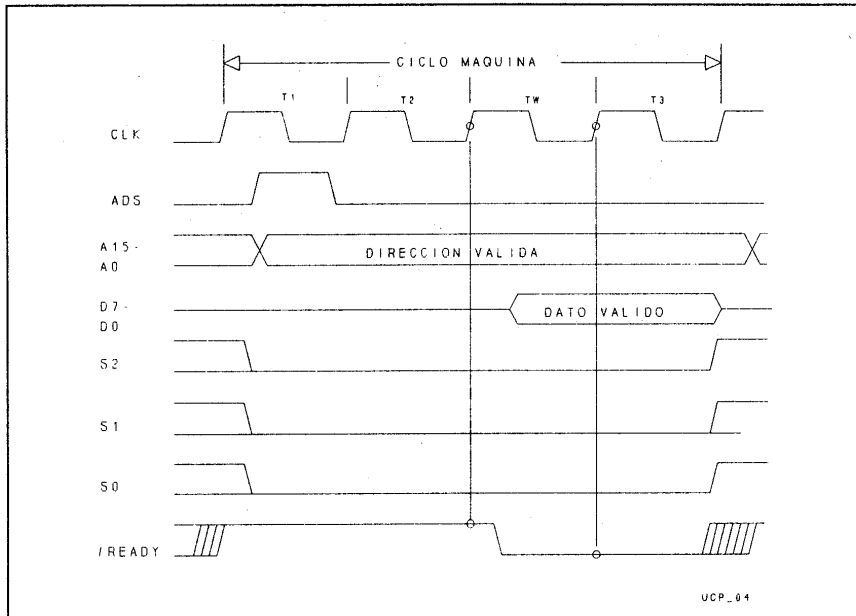 CICLO MAQUINA
T1 T2 TW T3
CLK
ADS
A15-
A0
DIRECCION VALIDA
D7-
D0
DATO VALIDO
S2
S1
S0
/READY
UCP_04